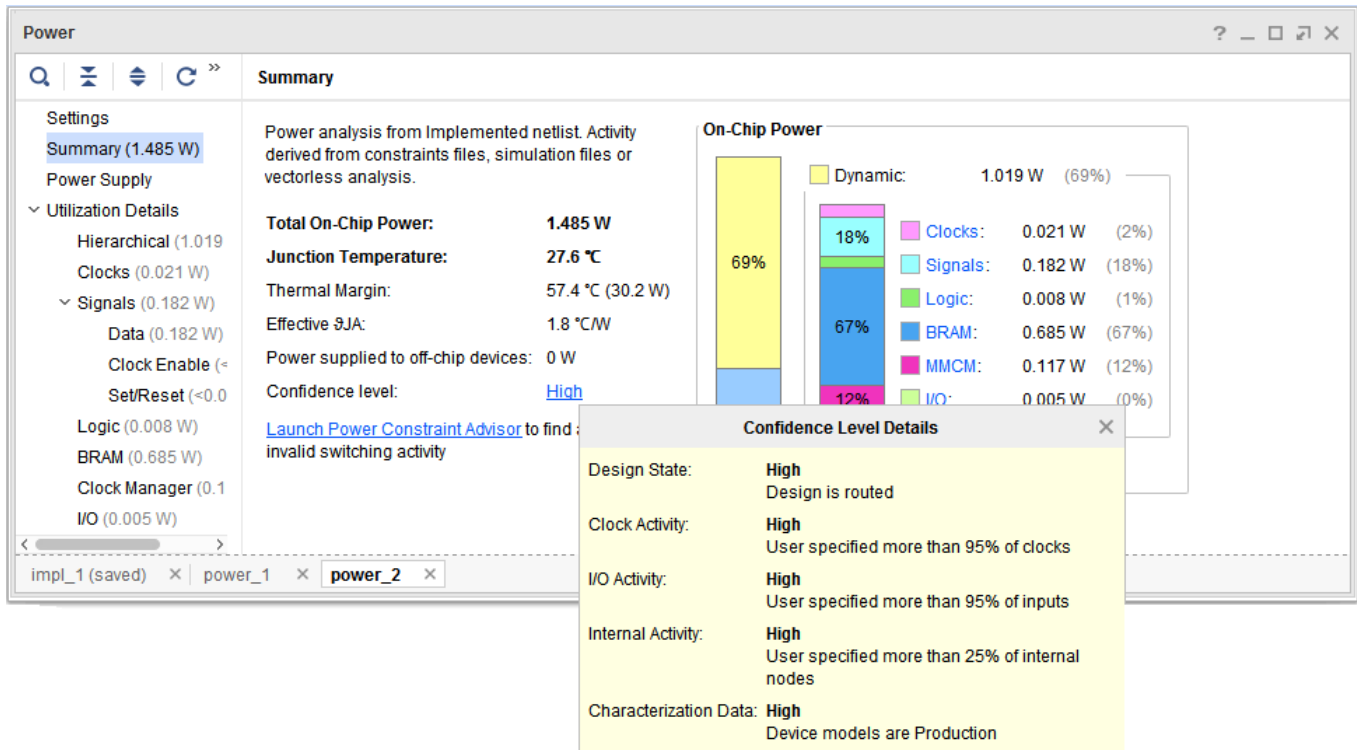 Power
Summary
Settings
Summary (1.485 W)
Power Supply
Utilization Details
Hierarchical (1.019
Clocks (0.021 W)
Signals (0.182 W)
Data (0.182 W)
Clock Enable (<
Set/Reset (<0.0
Logic (0.008 W)
BRAM (0.685 W)
Clock Manager (0.1
I/O (0.005 W)
Power analysis from Implemented netlist. Activity
derived from constraints files, simulation files or
vectorless analysis.
Total On-Chip Power: 1.485 W
Junction Temperature: 27.6 °C
Thermal Margin: 57.4 °C (30.2 W)
Effective ϑJA: 1.8 °C/W
Power supplied to off-chip devices: 0 W
Confidence level: High
Launch Power Constraint Advisor to find
invalid switching activity
On-Chip Power
69%
Dynamic: 1.019 W (69%)
18%
67%
12%
Clocks: 0.021 W (2%)
Signals: 0.182 W (18%)
Logic: 0.008 W (1%)
BRAM: 0.685 W (67%)
MMCM: 0.117 W (12%)
I/O: 0.005 W (0%)
Confidence Level Details
Design State: High
Design is routed
Clock Activity: High
User specified more than 95% of clocks
I/O Activity: High
User specified more than 95% of inputs
Internal Activity: High
User specified more than 25% of internal
nodes
Characterization Data: High
Device models are Production
impl_1 (saved) power_1 power_2